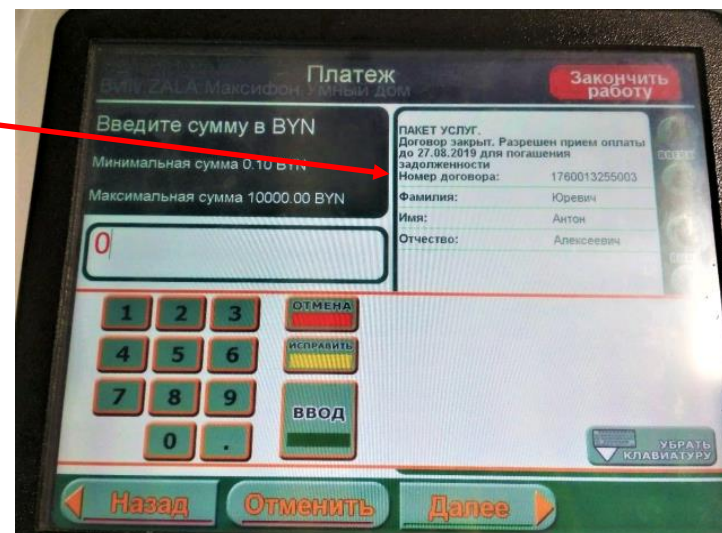 Платеж
Закончить
работу
ZALA Максифон Умный дом
Введите сумму в BYN
Минимальная сумма 0.10 BYN
Максимальная сумма 10000.00 BYN
0
ПАКЕТ УСЛУГ.
Договор закрыт. Разрешен прием оплаты
до 27.08.2019 для погашения
задолженности
Номер договора: 1760013255003
Фамилия: Юревич
Имя: Антон
Отчество: Алексеевич
1 2 3 ОТМЕНА
4 5 6 ИСПРАВИТЬ
7 8 9 ВВОД
0 .
УБРАТЬ
КЛАВИАТУРУ
Назад Отменить Далее